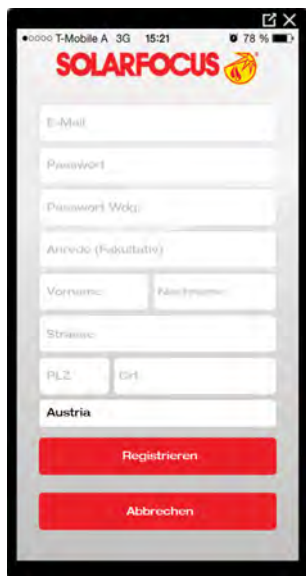 T-Mobile A 3G 15:21 78 %
SOLARFOCUS
E-Mail
Passwort
Passwort Wdg.
Anrede (Fakultativ)
Vorname Nachname
Strasse
PLZ Ort
Austria
Registrieren
Abbrechen